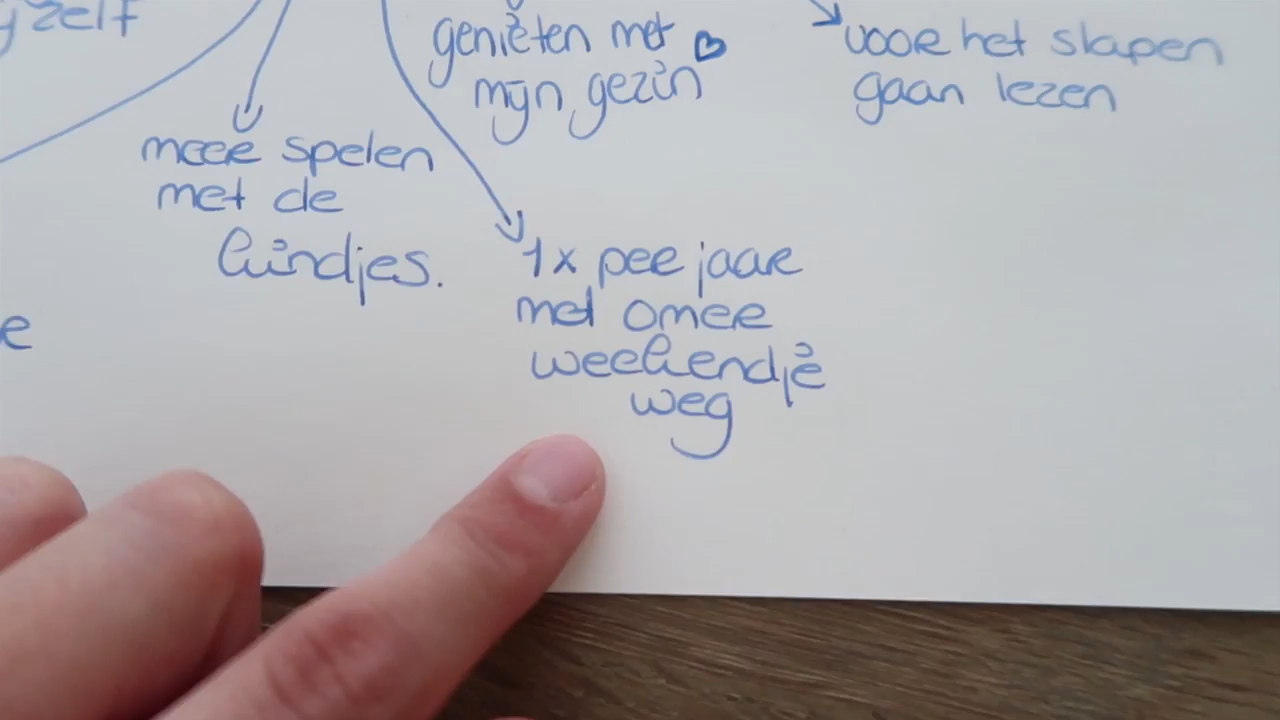 zelf
genieten met
mijn gezin
voor het slapen
gaan lezen
meer spelen
met de
kindjes.
1x per jaar
met omer
weekendje
weg